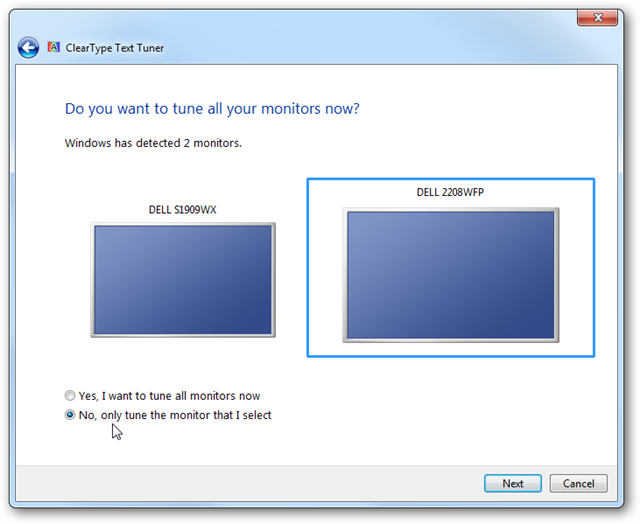 ClearType Text Tuner
Do you want to tune all your monitors now?
Windows has detected 2 monitors.
DELL S1909WX
DELL 2208WFP
Yes, I want to tune all monitors now
No, only tune the monitor that I select
Next
Cancel